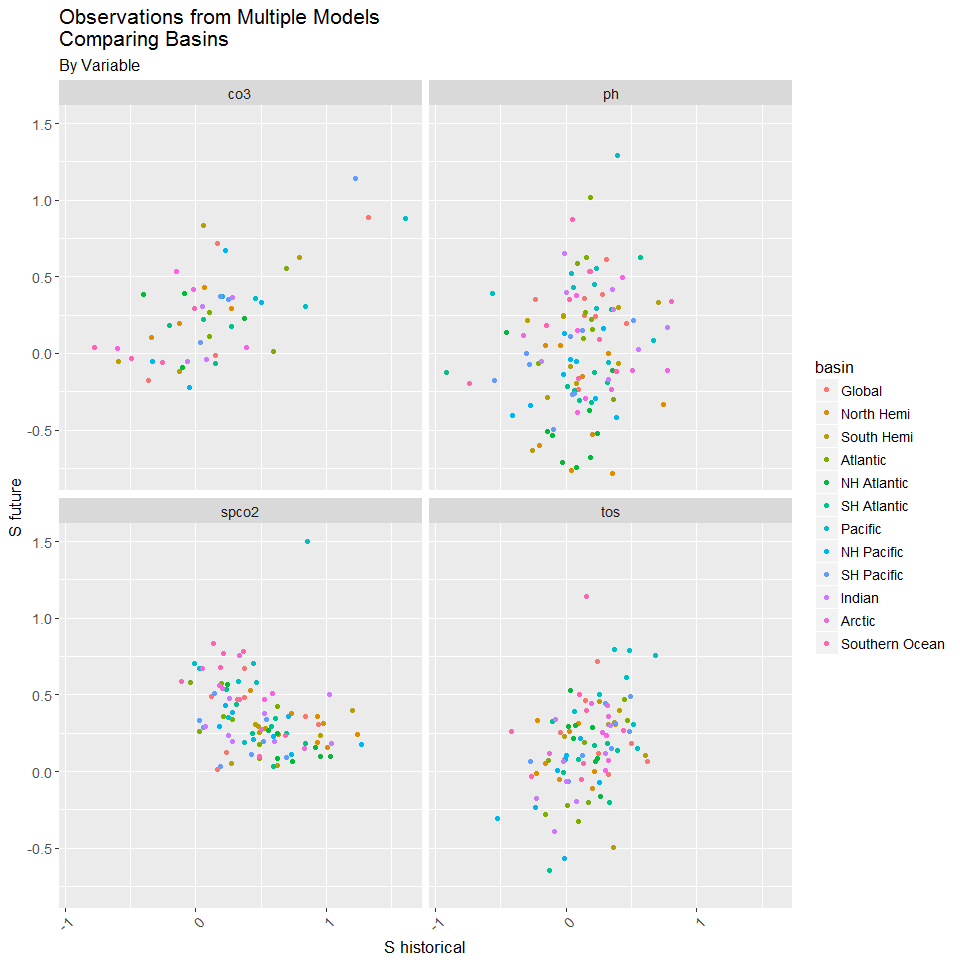 Observations from Multiple Models
Comparing Basins
By Variable
co3
ph
1.5
1.0
0.5
0.0
-0.5
spco2
tos
1.5
1.0
0.5
0.0
-0.5
-1
0
1
-1
0
1
S future
S historical
basin
Global
North Hemi
South Hemi
Atlantic
NH Atlantic
SH Atlantic
Pacific
NH Pacific
SH Pacific
Indian
Arctic
Southern Ocean